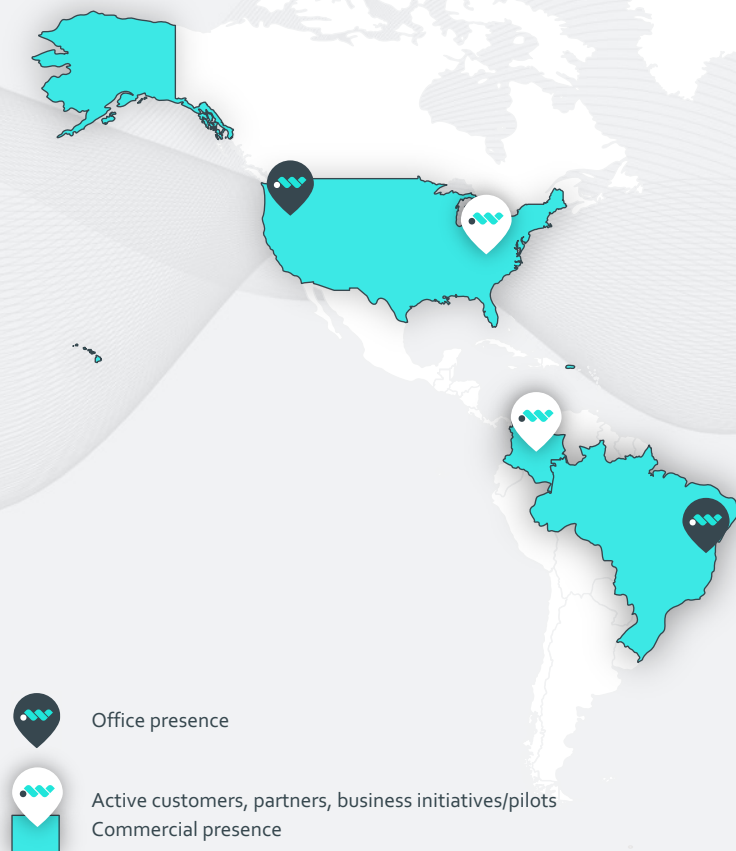 Office presence
Active customers, partners, business initiatives/pilots
Commercial presence